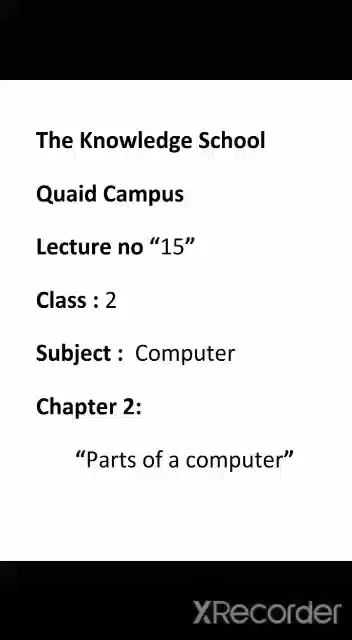 The Knowledge School
Quaid Campus
Lecture no “15”
Class : 2
Subject :  Computer
Chapter 2:
“Parts of a computer”
XRecorder